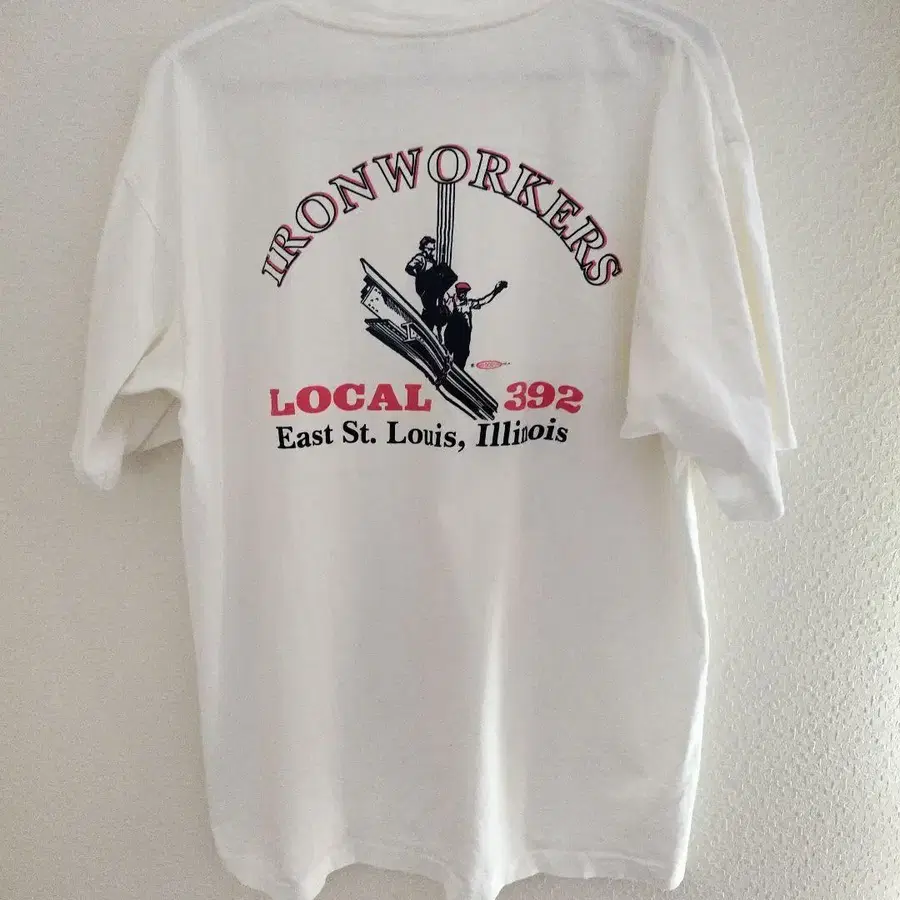 IRONWORKERS
LOCAL 392
East St. Louis, Illinois